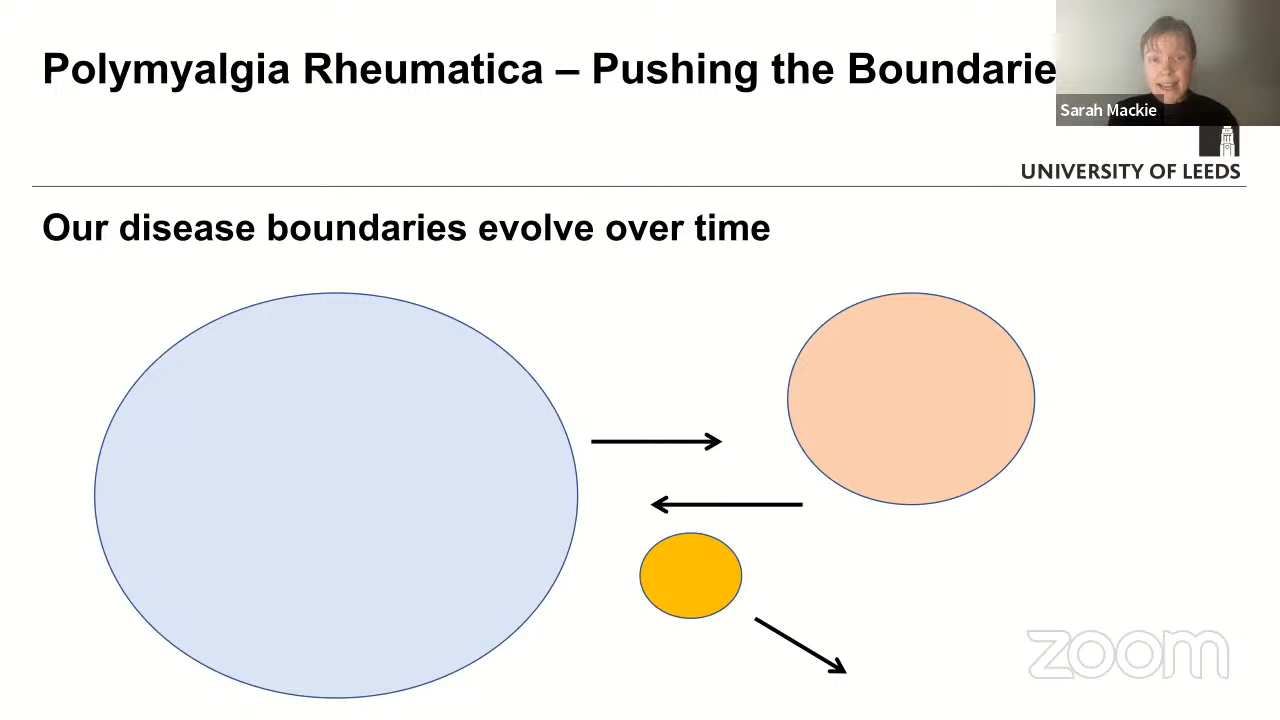 Polymyalgia Rheumatica – Pushing the Boundarie
Sarah Mackie
UNIVERSITY OF LEEDS
Our disease boundaries evolve over time
zoom